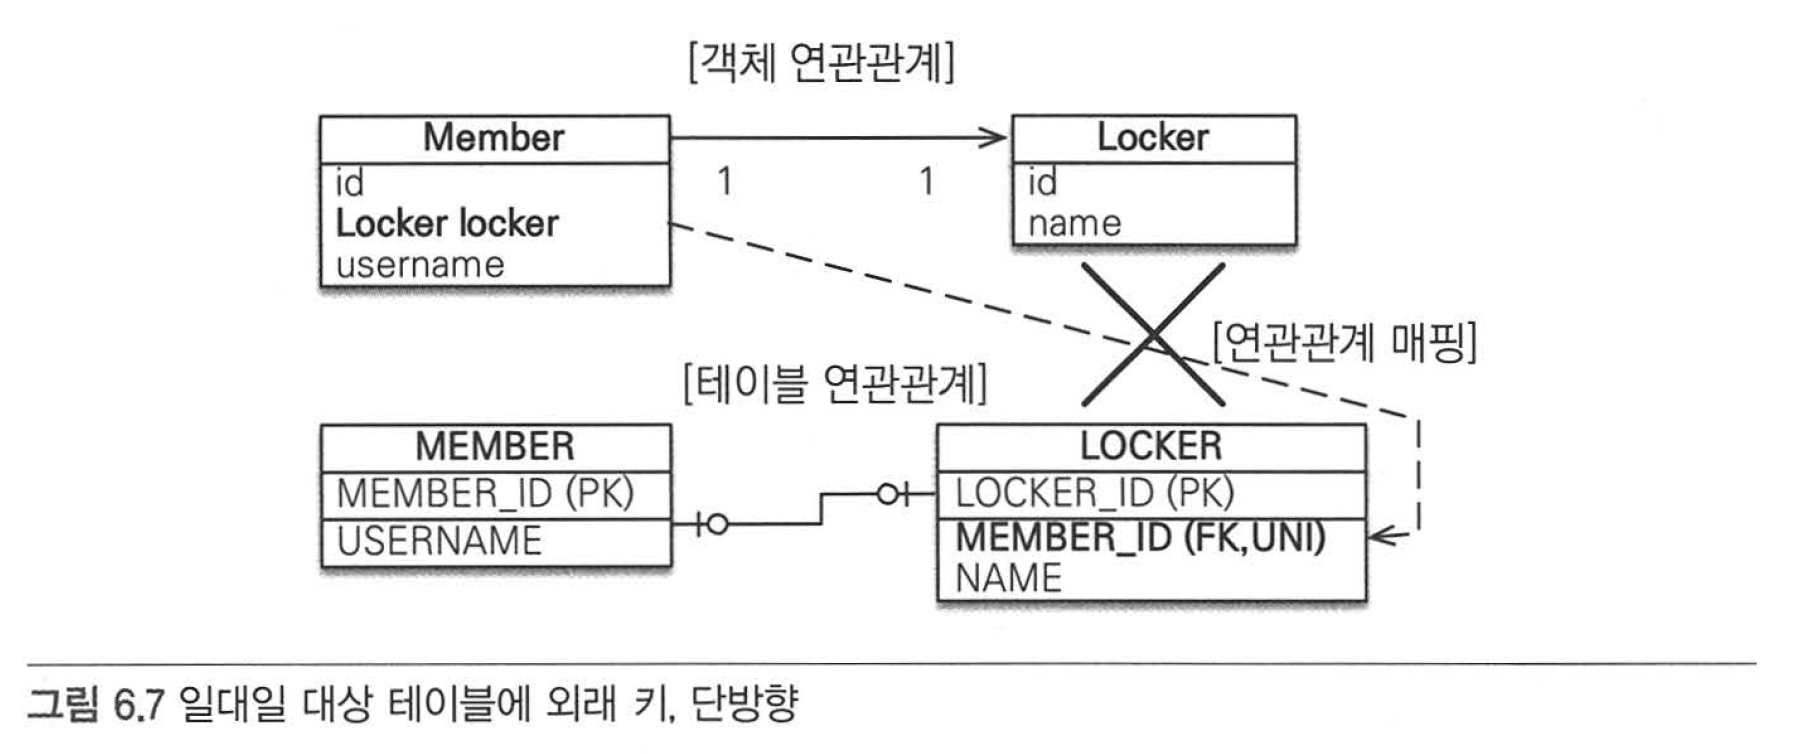 [객체 연관관계]
Member
id
Locker locker
username
1
1
Locker
id
name
[연관관계 매핑]
[테이블 연관관계]
MEMBER
MEMBER_ID (PK)
USERNAME
LOCKER
LOCKER_ID (PK)
MEMBER_ID (FK,UNI)
NAME
그림 6.7 일대일 대상 테이블에 외래 키, 단방향